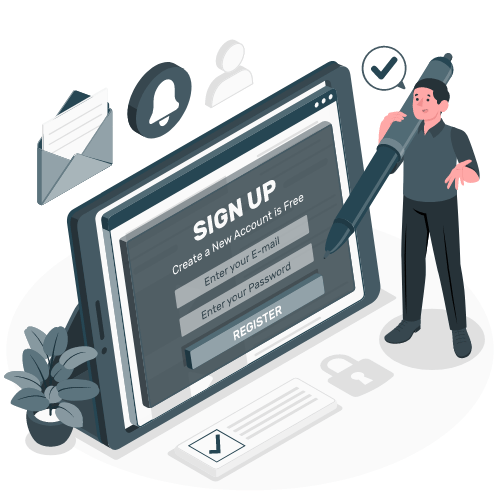 SIGN UP
Create a New Account is Free
Enter your E-mail
Enter your Password
REGISTER